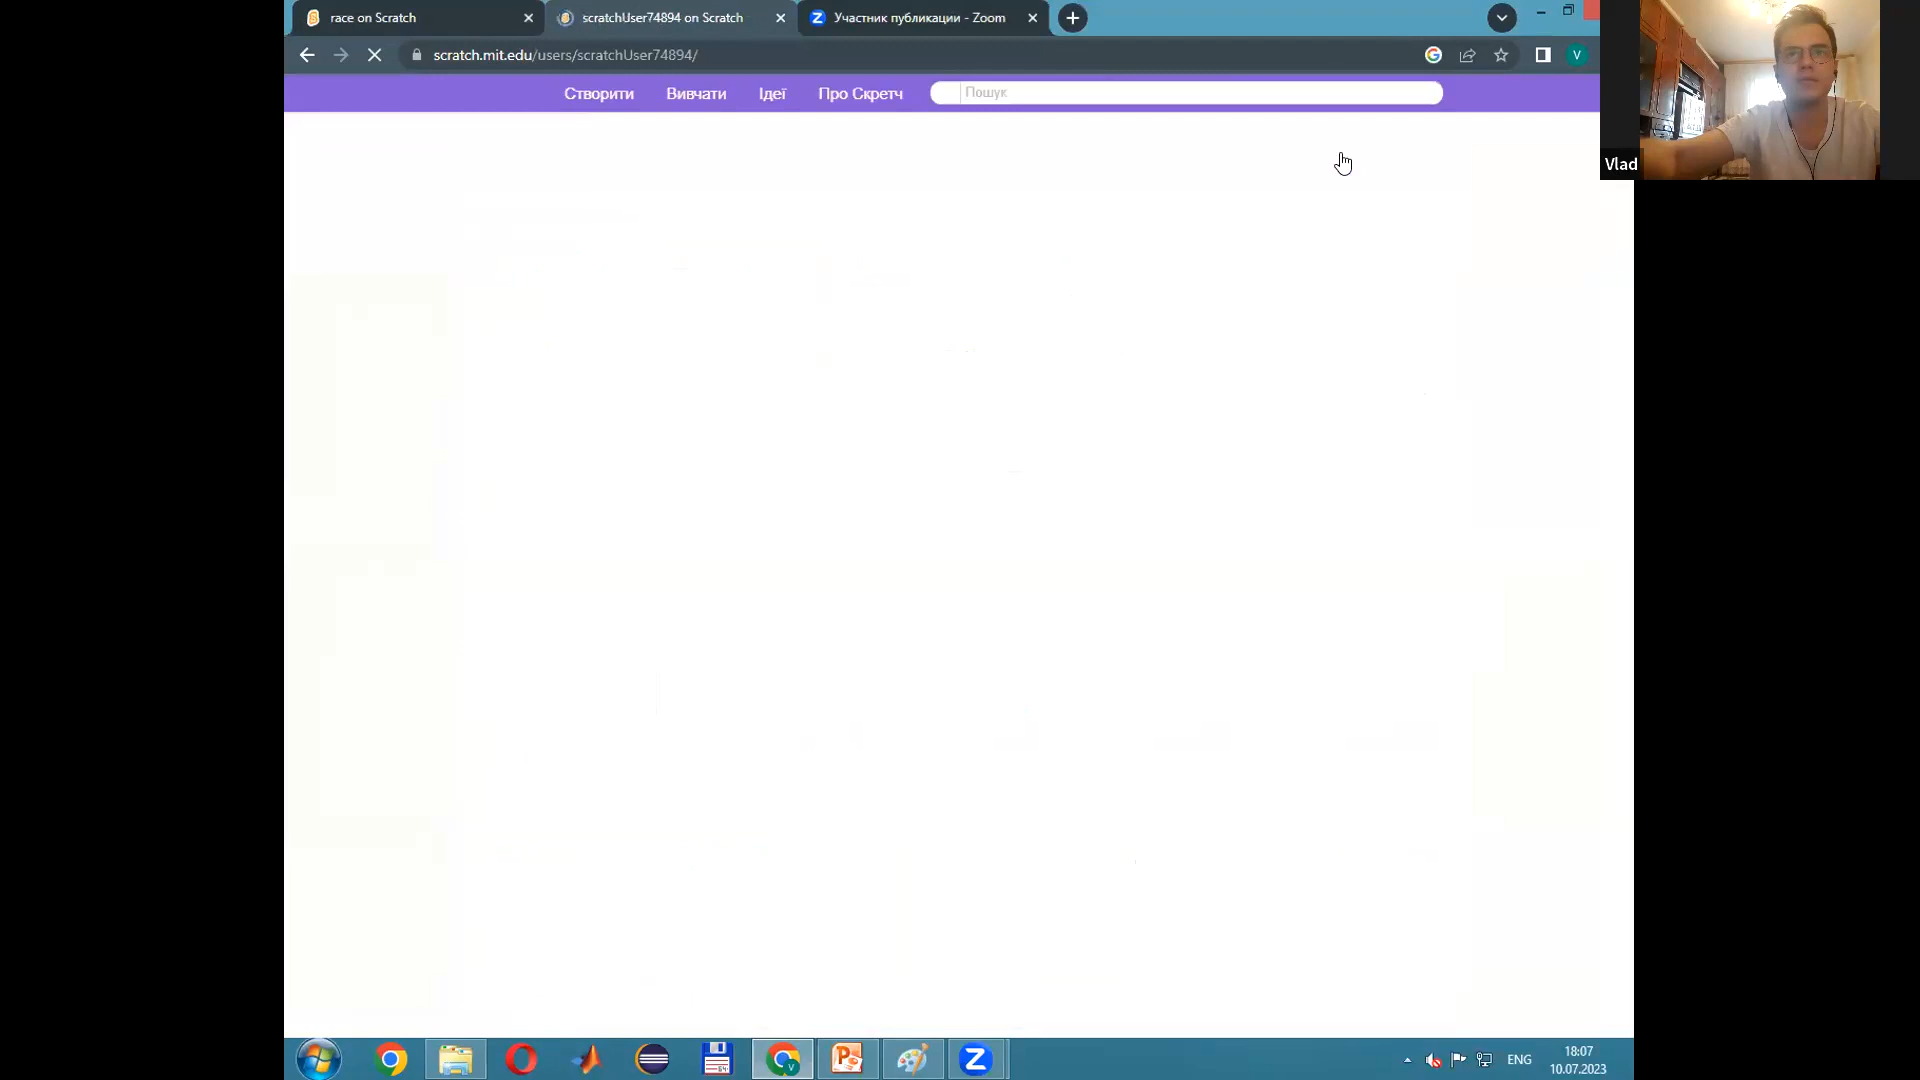 race on Scratch
scratchUser74894 on Scratch
Участник публикации - Zoom
scratch.mit.edu/users/scratchUser74894/
V
Створити
Вивчати
Ідеї
Про Скретч
Пошук
Vlad
ENG
18:07
10.07.2023